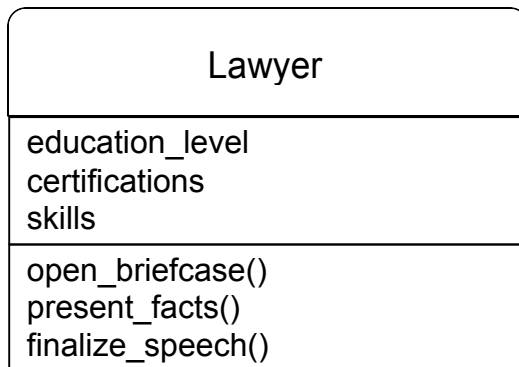 Lawyer
education_level
certifications
skills
open_briefcase()
present_facts()
finalize_speech()